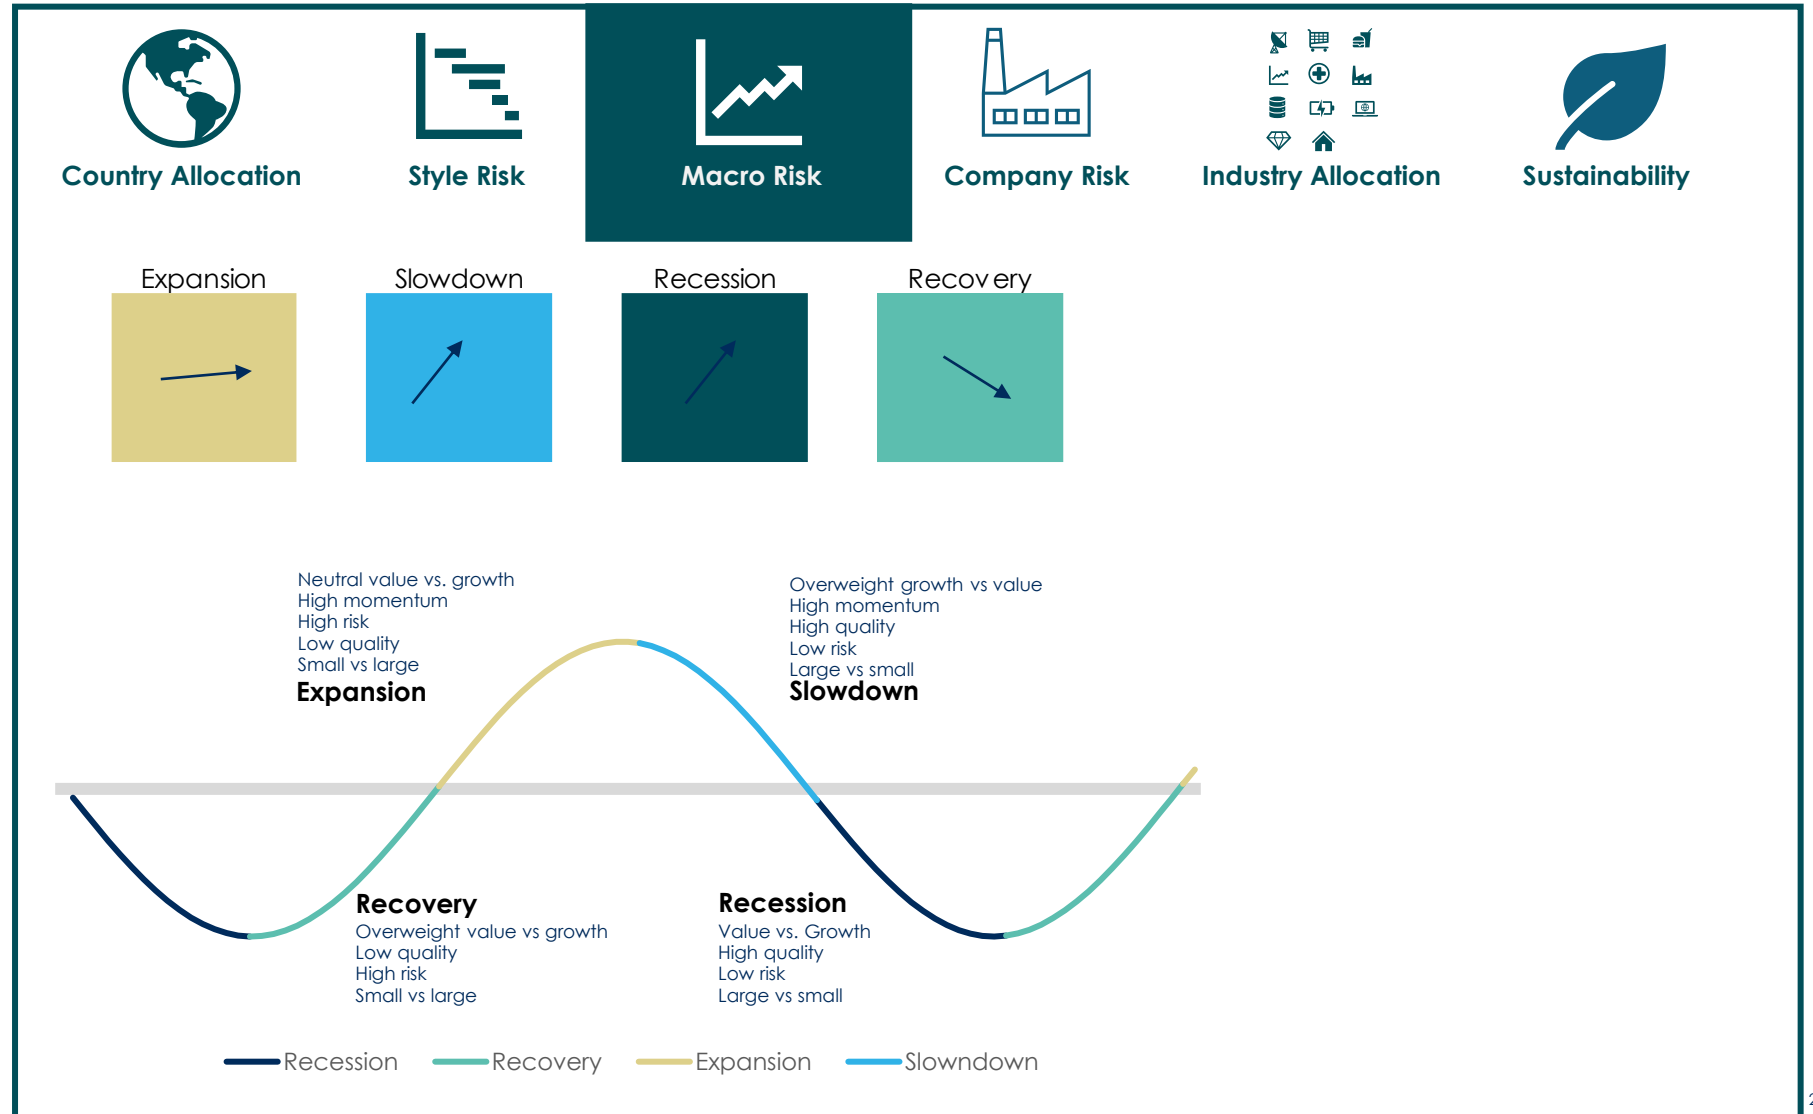 Country Allocation
Style Risk
Macro Risk
Company Risk
Industry Allocation
Sustainability
Expansion
Slowdown
Recession
Recovery
Neutral value vs. growth
High momentum
High risk
Low quality
Small vs large
Expansion
Overweight growth vs value
High momentum
High quality
Low risk
Large vs small
Slowdown
Recovery
Overweight value vs growth
Low quality
High risk
Small vs large
Recession
Value vs. Growth
High quality
Low risk
Large vs small
Recession
Recovery
Expansion
Slowndown